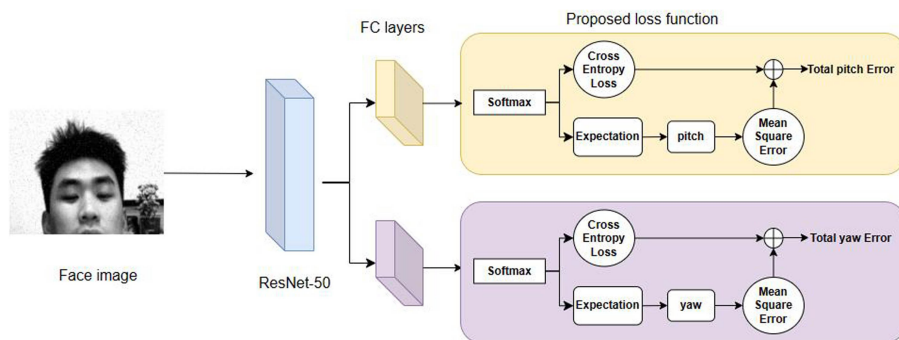 Proposed loss function
FC layers
Cross
Entropy
Loss
Total pitch Error
Softmax
Expectation
pitch
Mean
Square
Error
Face image
ResNet-50
Cross
Entropy
Loss
Total yaw Error
Softmax
Expectation
yaw
Mean
Square
Error